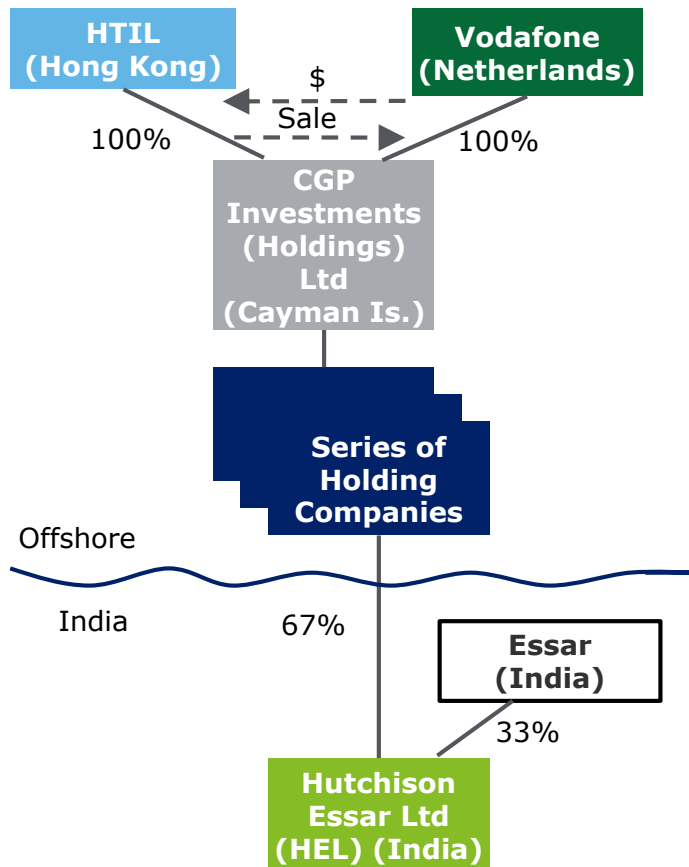 HTIL
(Hong Kong)
Vodafone
(Netherlands)
$
Sale
100%
100%
CGP
Investments
(Holdings)
Ltd
(Cayman Is.)
Series of
Holding
Companies
Offshore
India
67%
Essar
(India)
33%
Hutchison
Essar Ltd
(HEL) (India)